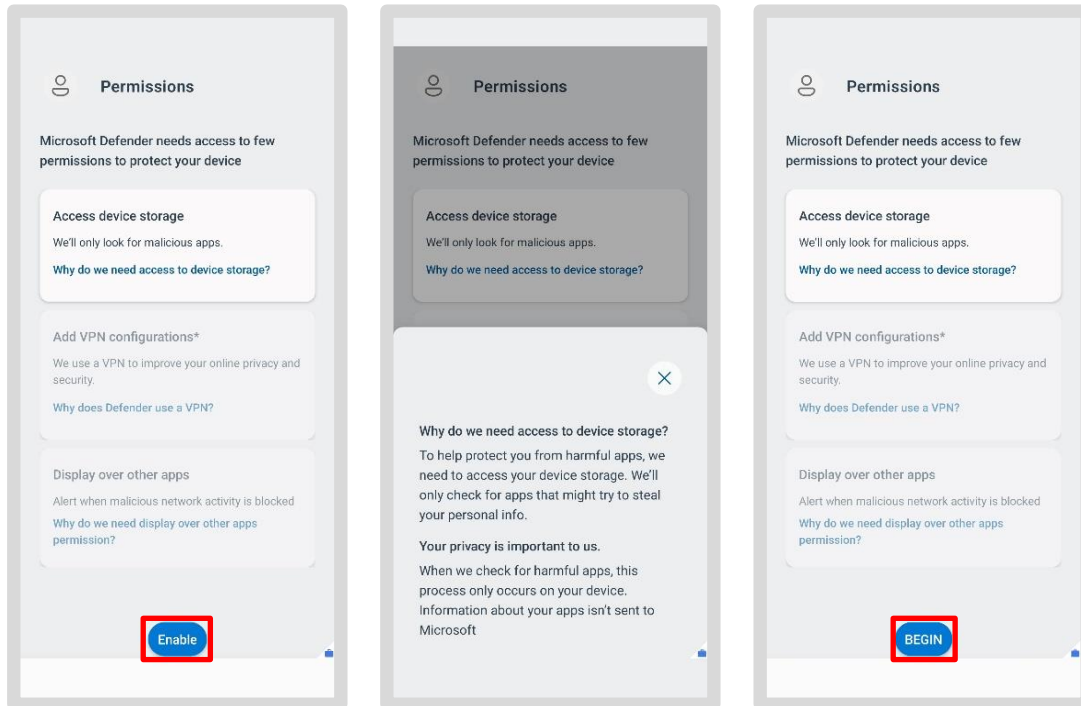 Permissions
Microsoft Defender needs access to few
permissions to protect your device
Access device storage
We'll only look for malicious apps.
Why do we need access to device storage?
Add VPN configurations*
We use a VPN to improve your online privacy and
security.
Why does Defender use a VPN?
Display over other apps
Alert when malicious network activity is blocked
Why do we need display over other apps
permission?
Enable
Permissions
Microsoft Defender needs access to few
permissions to protect your device
Access device storage
We'll only look for malicious apps.
Why do we need access to device storage?
Why do we need access to device storage?
To help protect you from harmful apps, we
need to access your device storage. We'll
only check for apps that might try to steal
your personal info.
Your privacy is important to us.
When we check for harmful apps, this
process only occurs on your device.
Information about your apps isn't sent to
Microsoft
Permissions
Microsoft Defender needs access to few
permissions to protect your device
Access device storage
We'll only look for malicious apps.
Why do we need access to device storage?
Add VPN configurations*
We use a VPN to improve your online privacy and
security.
Why does Defender use a VPN?
Display over other apps
Alert when malicious network activity is blocked
Why do we need display over other apps
permission?
BEGIN